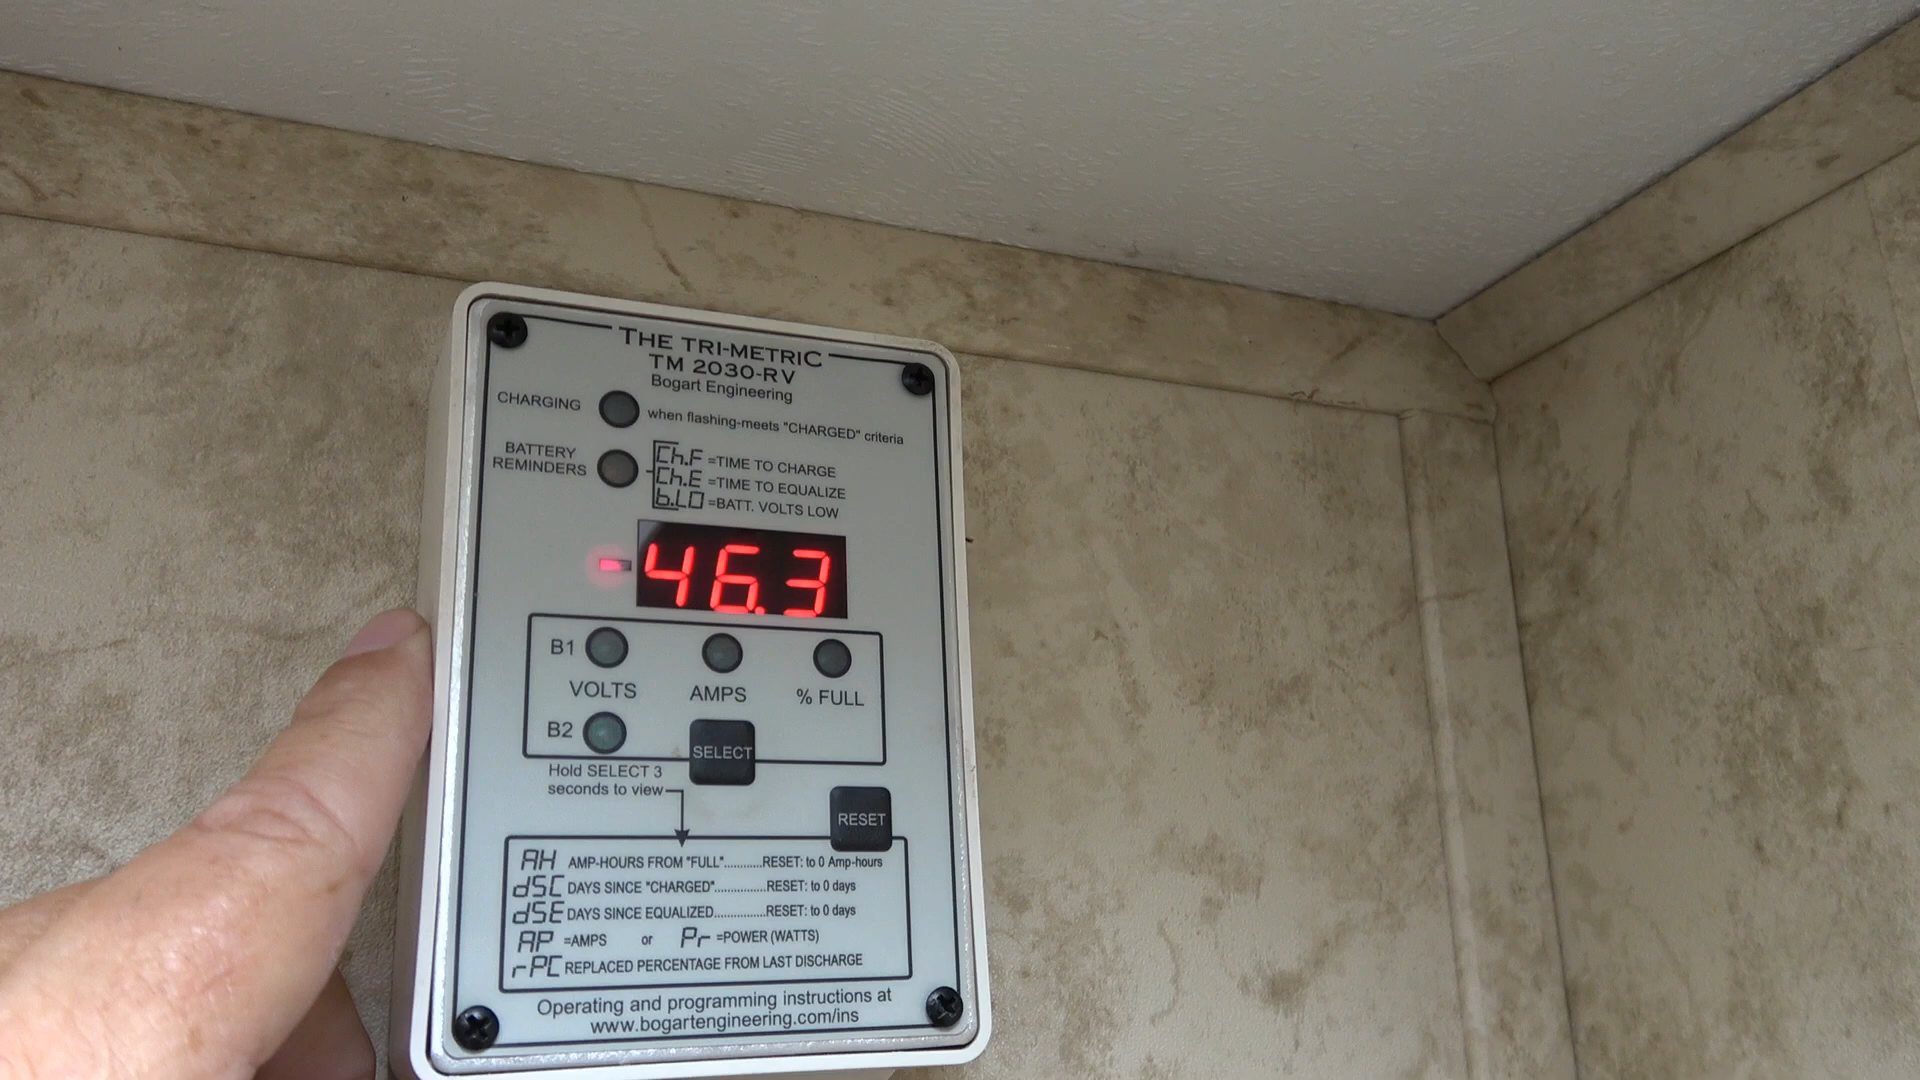 THE TRI-METRIC
TM 2030-RV
Bogart Engineering
CHARGING when flashing-meets "CHARGED" criteria
BATTERY REMINDERS
Ch.F =TIME TO CHARGE
Ch.E =TIME TO EQUALIZE
b.LO =BATT. VOLTS LOW
-46.3
B1
VOLTS AMPS % FULL
B2
SELECT
Hold SELECT 3
seconds to view
RESET
AH AMP-HOURS FROM "FULL"............RESET: to 0 Amp-hours
dSC DAYS SINCE "CHARGED"................RESET: to 0 days
dSE DAYS SINCE EQUALIZED................RESET: to 0 days
AP =AMPS or Pr =POWER (WATTS)
rPC REPLACED PERCENTAGE FROM LAST DISCHARGE
Operating and programming instructions at
www.bogartengineering.com/ins